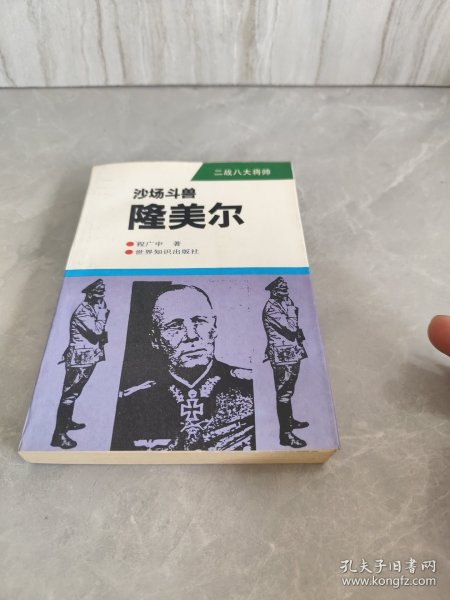 二战八大将帅
沙场斗兽
隆美尔
程广中 著
世界知识出版社
孔夫子旧书网
www.kongfz.com